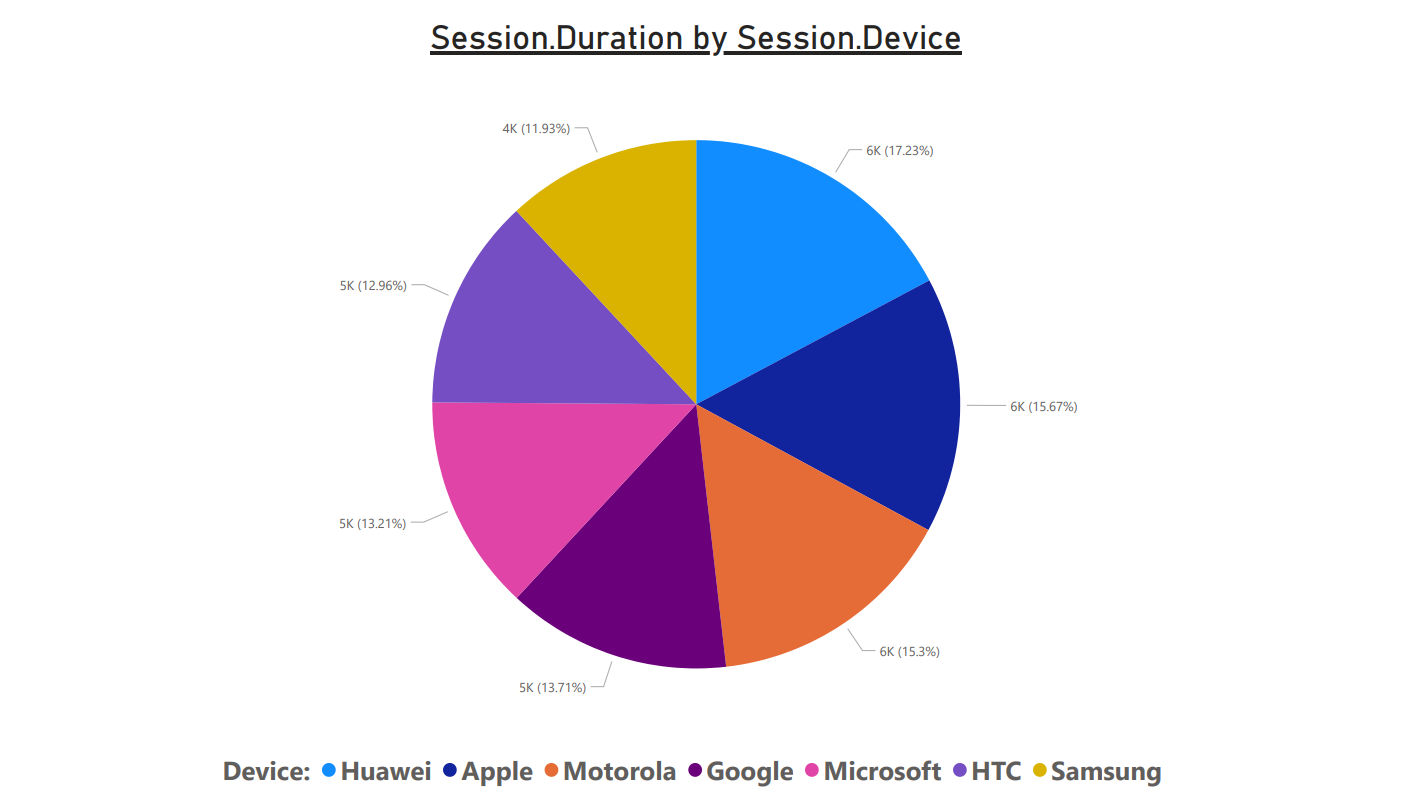 Session.Duration by Session.Device
4K (11.93%)
6K (17.23%)
5K (12.96%)
6K (15.67%)
5K (13.21%)
6K (15.3%)
5K (13.71%)
Device: Huawei Apple Motorola Google Microsoft HTC Samsung